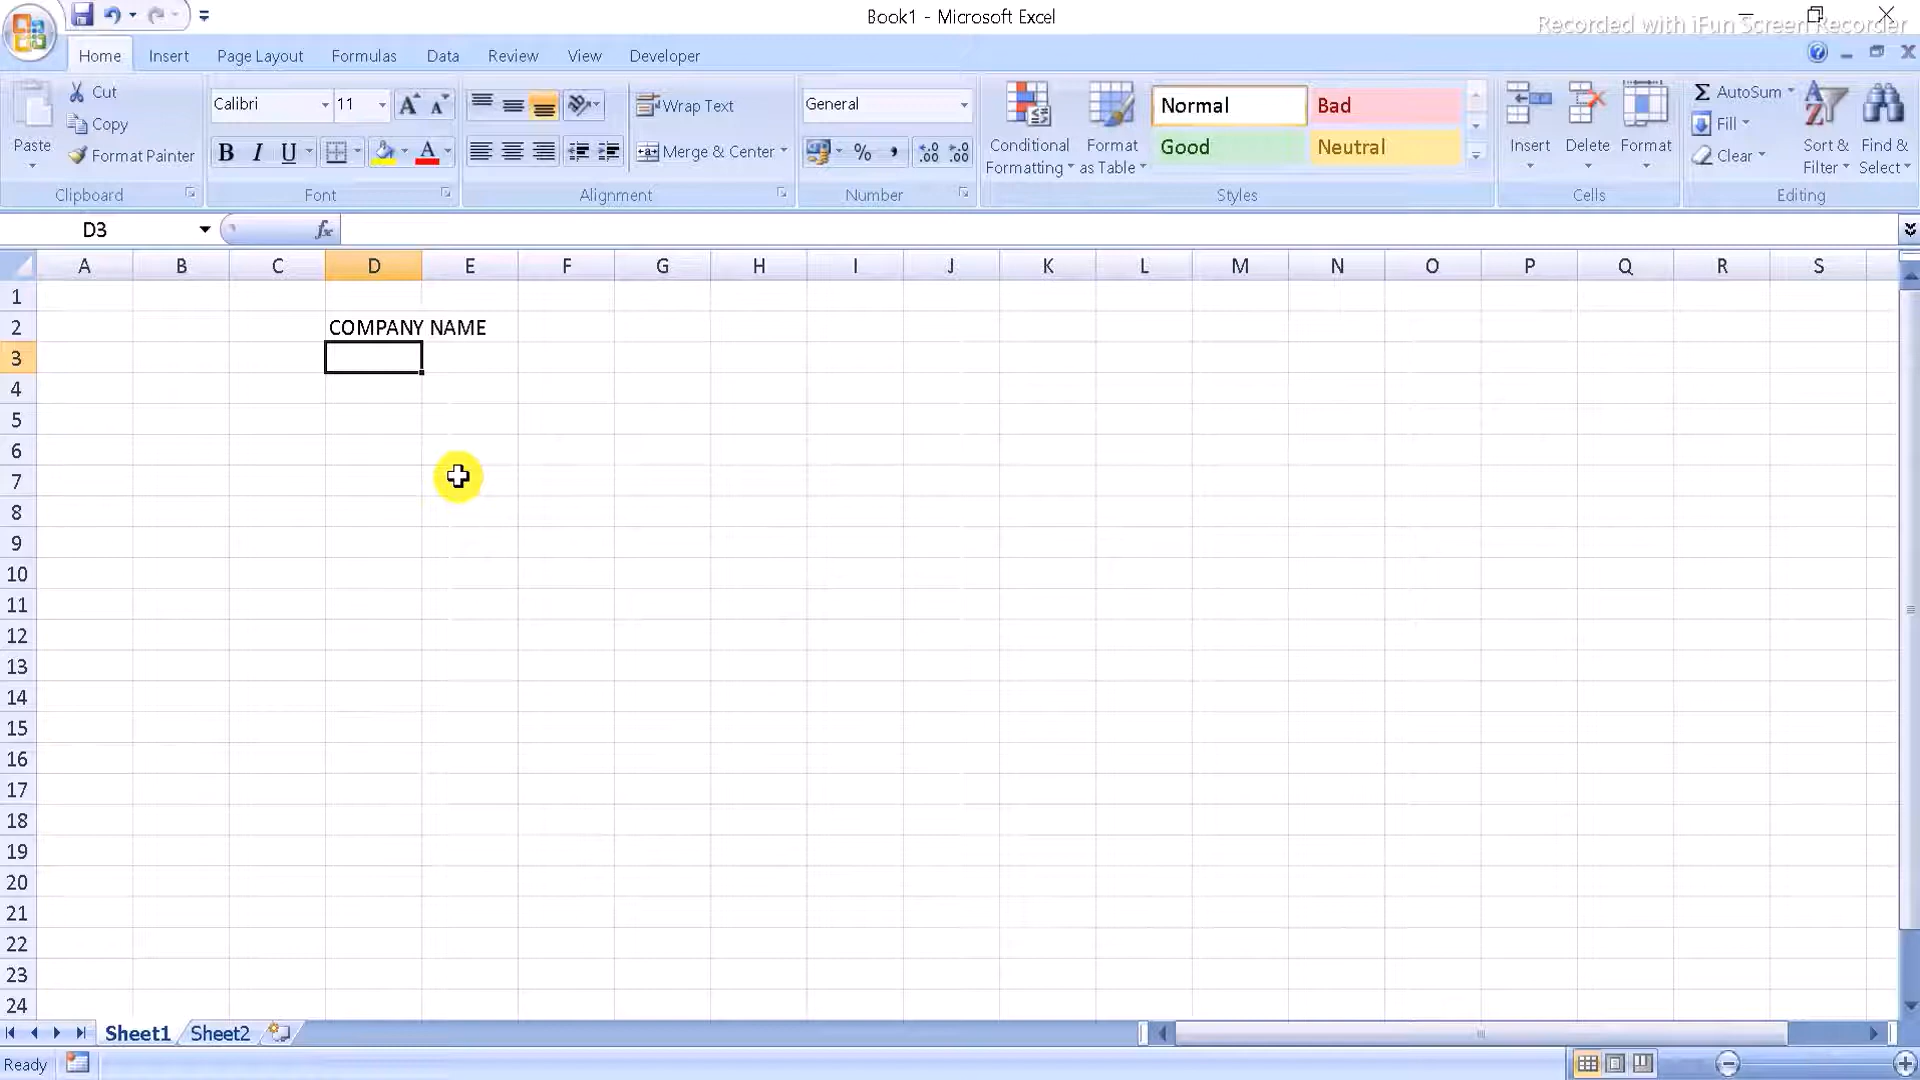 Book1 - Microsoft Excel
Recorded with iFun Screen Recorder
Home Insert Page Layout Formulas Data Review View Developer
Paste
Cut
Copy
Format Painter
Clipboard
Calibri 11
B I U A
Font
Wrap Text
Merge & Center
Alignment
General
%
Number
Conditional Formatting
Format as Table
Normal Bad
Good Neutral
Styles
Insert Delete Format
Cells
Σ AutoSum
Fill
Clear
Sort & Filter
Find & Select
Editing
D3 fx
A B C D E F G H I J K L M N O P Q R S
1
2 COMPANY NAME
3
4
5
6
7
8
9
10
11
12
13
14
15
16
17
18
19
20
21
22
23
24
Sheet1 Sheet2
Ready